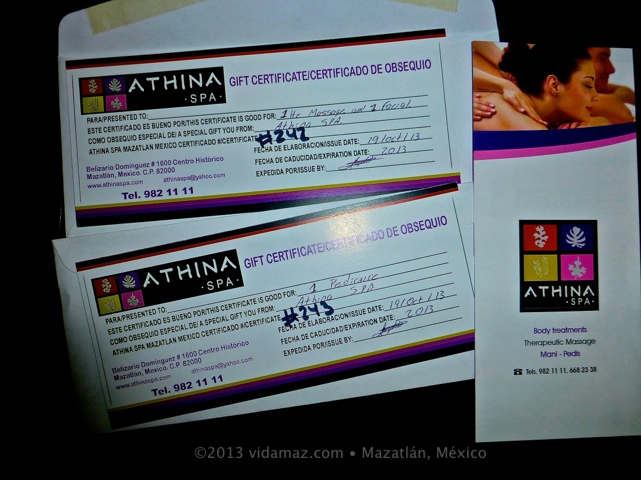 ATHINA
·SPA·
GIFT CERTIFICATE/CERTIFICADO DE OBSEQUIO
PARA/PRESENTED TO:
ESTE CERTIFICADO ES BUENO POR/THIS CERTIFICATE IS GOOD FOR: 1 Hr Massage and 1 Facial
COMO OBSEQUIO ESPECIAL DE/ A SPECIAL GIFT YOU FROM: Athina SPA
ATHINA SPA MAZATLAN MEXICO CERTIFICADO #/CERTIFICATE #242
FECHA DE ELABORACION/ISSUE DATE: 19/oct/13
FECHA DE CADUCIDAD/EXPIRATION DATE: 2013
EXPEDIDA POR/ISSUE BY:
Belizario Domínguez # 1600 Centro Histórico
Mazatlan, Mexico. C.P. 82000
www.athinaspa.com athinaspa@yahoo.com
Tel. 982 11 11
ATHINA
·SPA·
GIFT CERTIFICATE/CERTIFICADO DE OBSEQUIO
PARA/PRESENTED TO:
ESTE CERTIFICADO ES BUENO POR/THIS CERTIFICATE IS GOOD FOR: 1 Pedicure
COMO OBSEQUIO ESPECIAL DE/ A SPECIAL GIFT YOU FROM: Athina SPA
ATHINA SPA MAZATLAN MEXICO CERTIFICADO #/CERTIFICATE #243
FECHA DE ELABORACION/ISSUE DATE: 19/Oct/13
FECHA DE CADUCIDAD/EXPIRATION DATE: 2013
EXPEDIDA POR/ISSUE BY:
Belizario Domínguez # 1600 Centro Histórico
Mazatlan, Mexico. C.P. 82000
www.athinaspa.com athinaspa@yahoo.com
Tel. 982 11 11
ATHINA
·SPA·
Body treatments
Therapeutic Massage
Mani - Pedis
Tels. 982 11 11, 668 23 38
©2013 vidamaz.com • Mazatlán, México